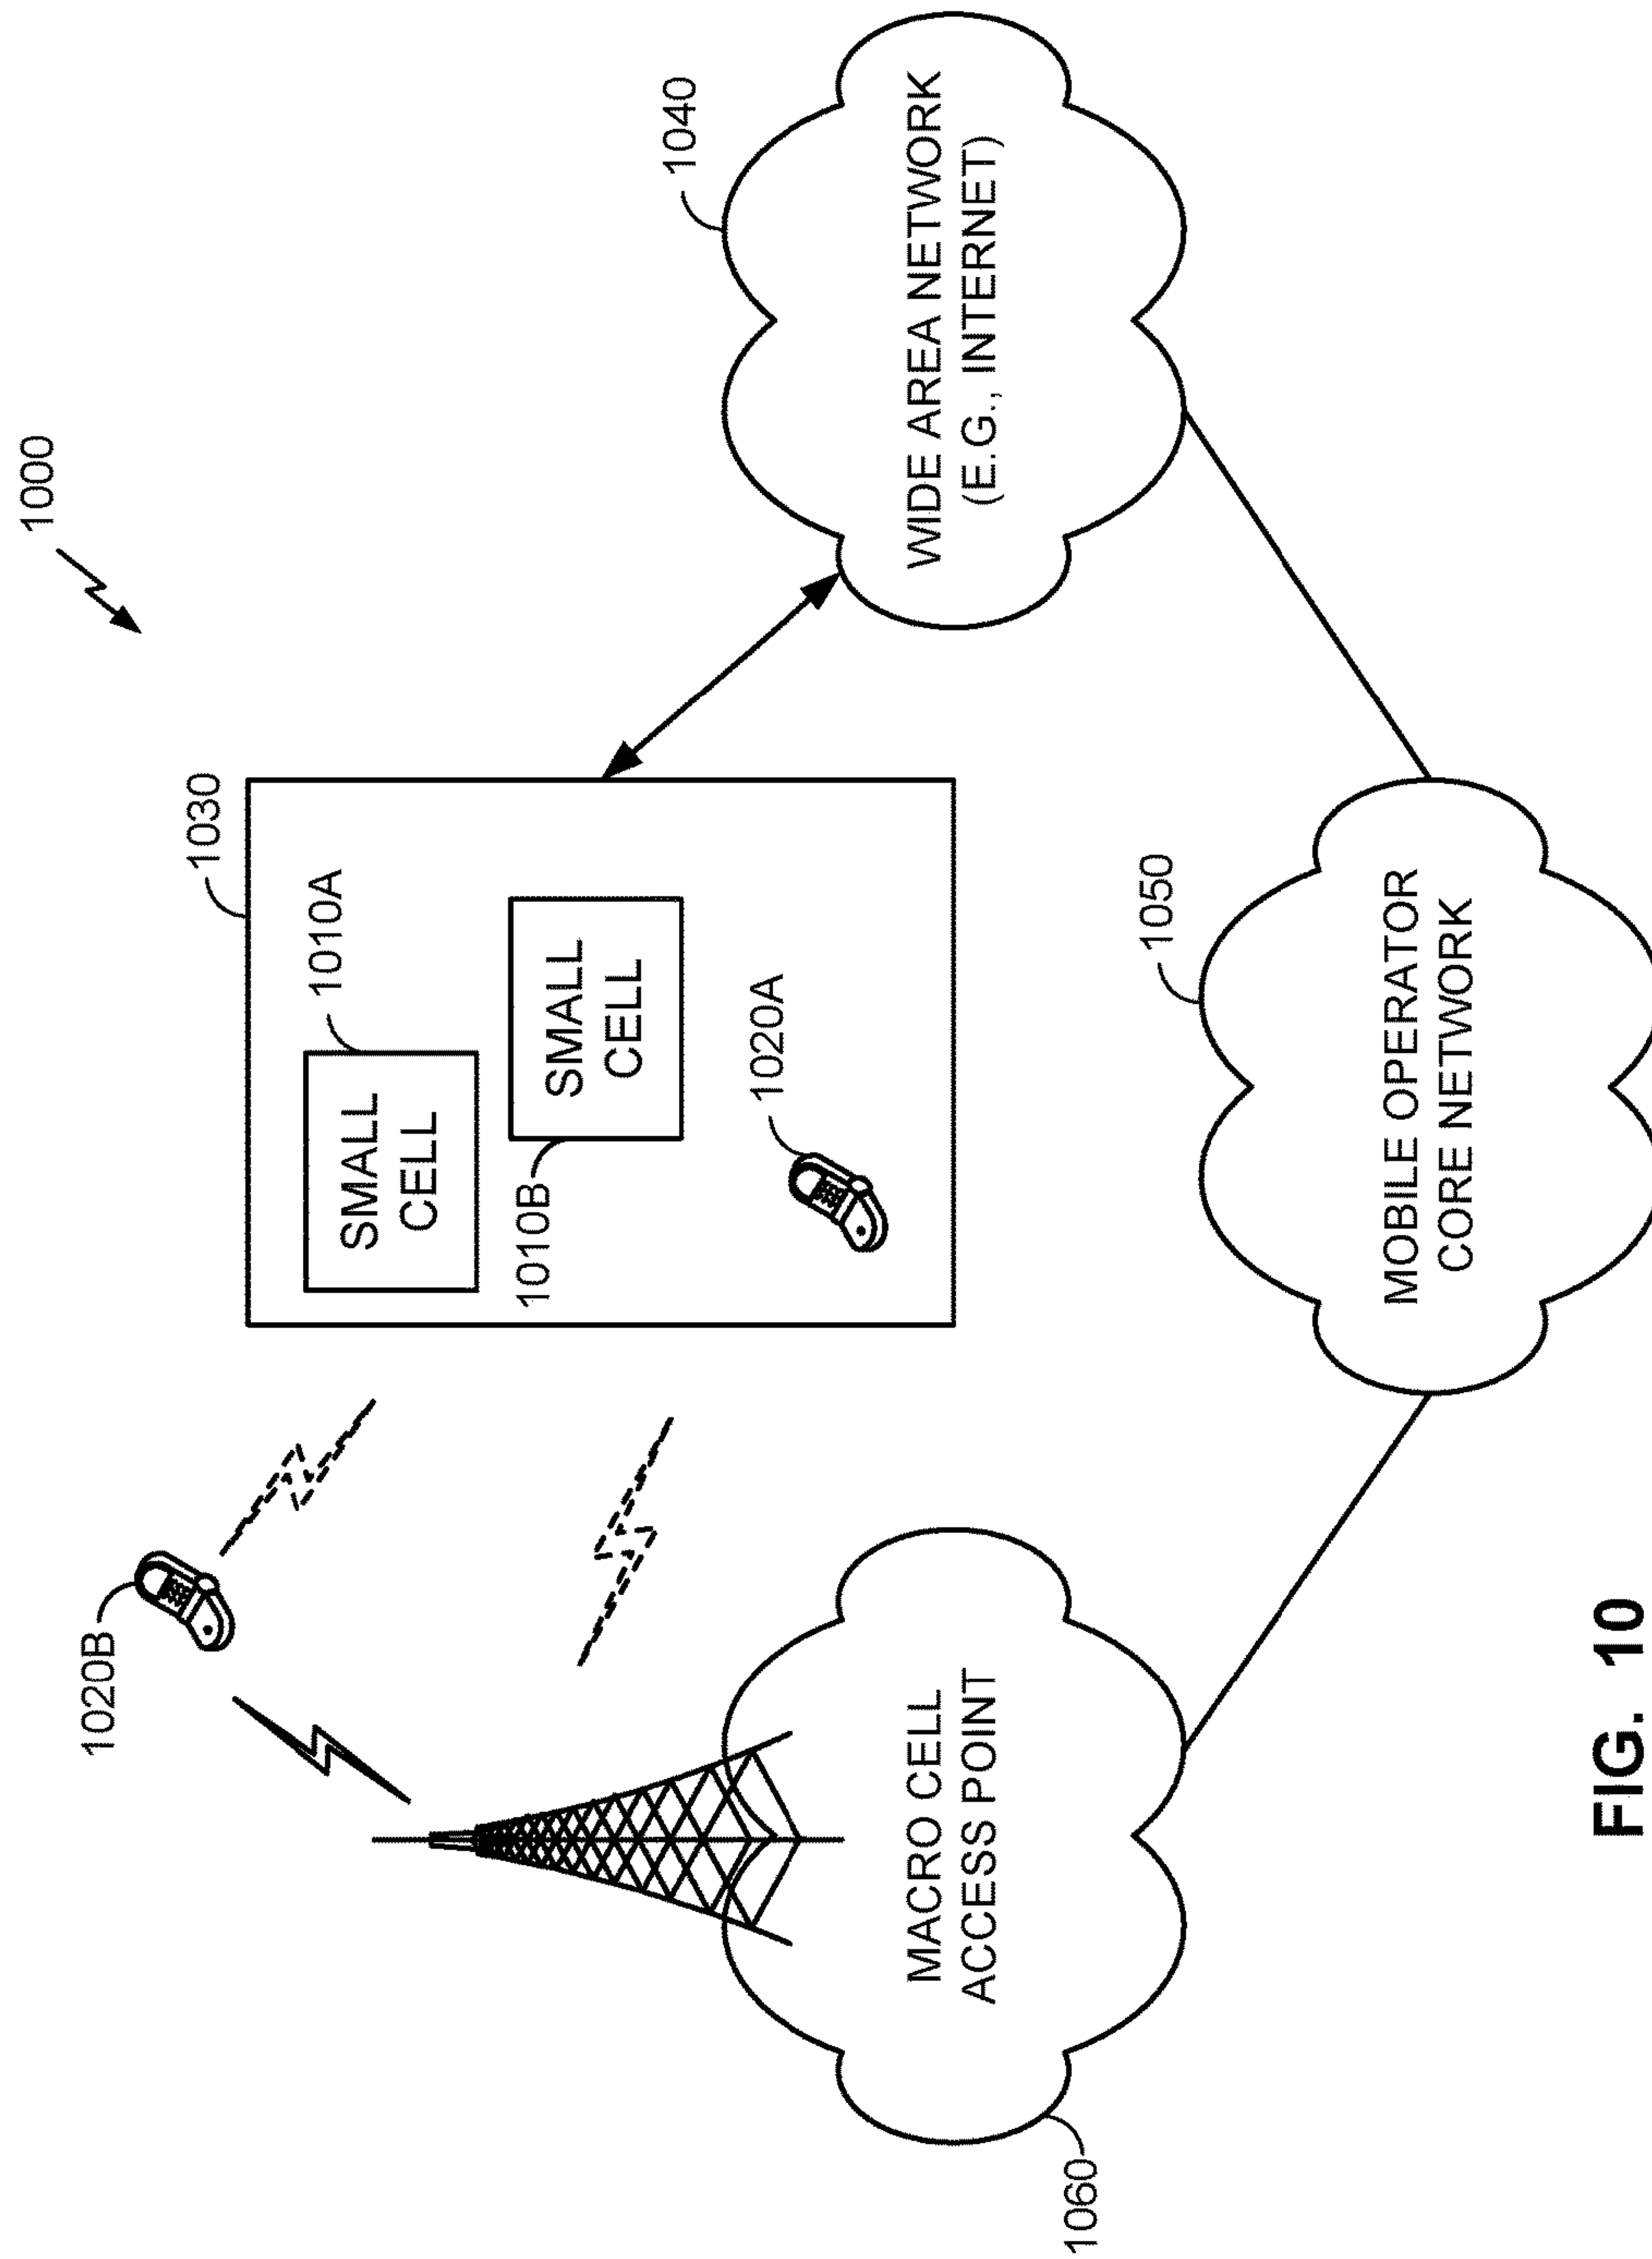 1000
1020B
1030
1010A
SMALL
CELL
1040
1010B
SMALL
CELL
1020A
MACRO CELL
ACCESS POINT
WIDE AREA NETWORK
(E.G., INTERNET)
1060
1050
MOBILE OPERATOR
CORE NETWORK
FIG. 10